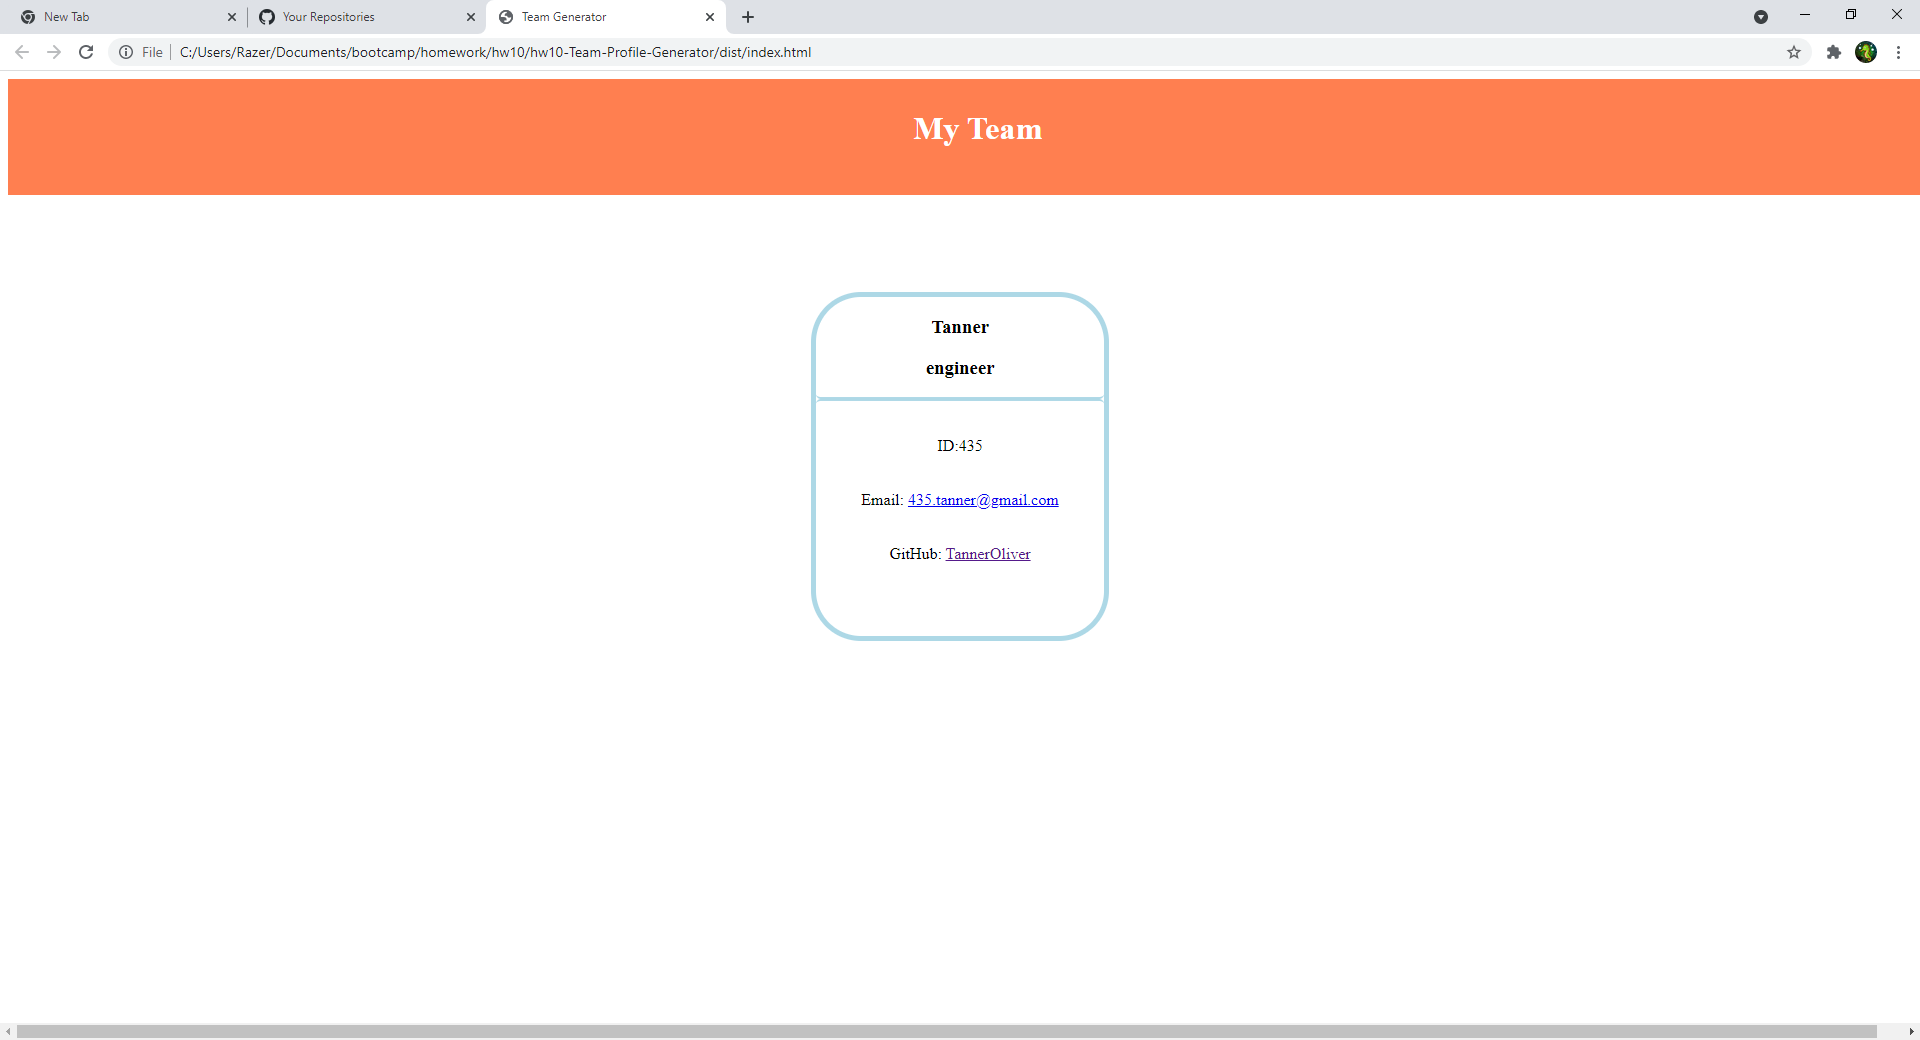 New Tab
Your Repositories
Team Generator
File
C:/Users/Razer/Documents/bootcamp/homework/hw10/hw10-Team-Profile-Generator/dist/index.html
My Team
Tanner
engineer
ID:435
Email: 435.tanner@gmail.com
GitHub: TannerOliver